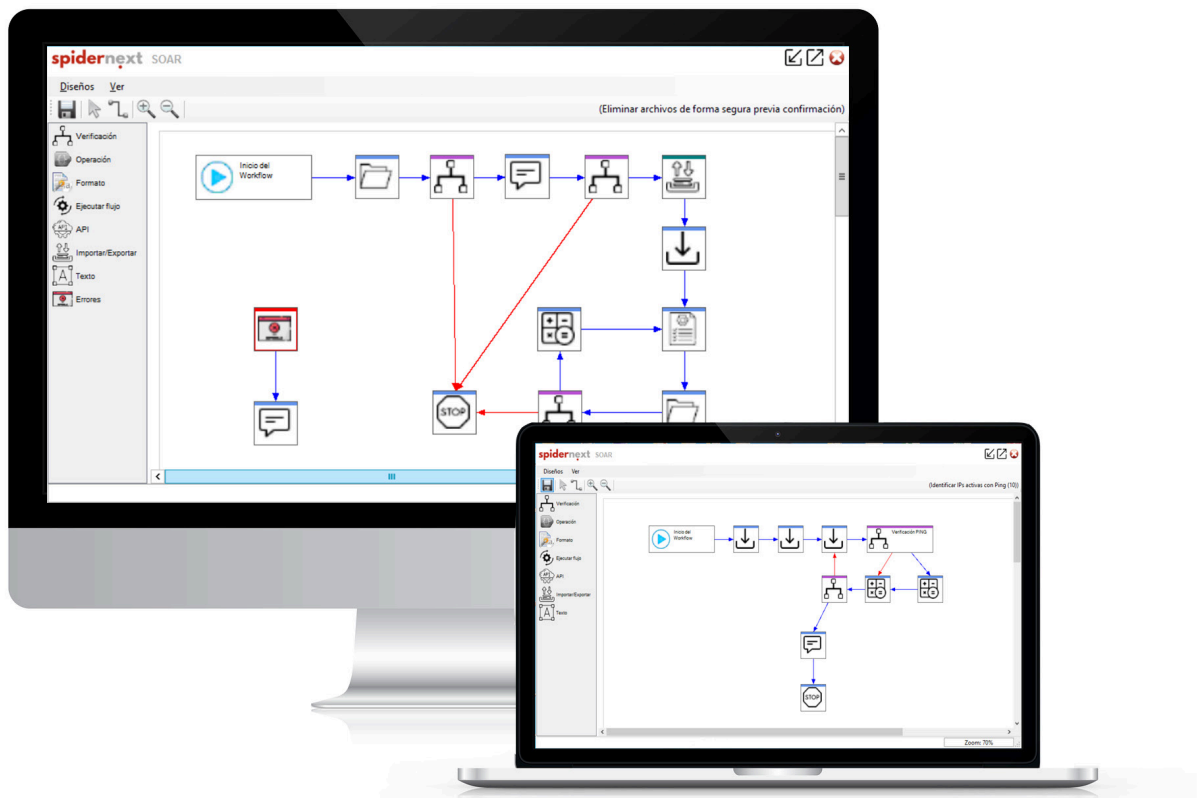 spidernext SOAR
Diseños Ver
(Eliminar archivos de forma segura previa confirmación)
Verificación
Operación
Formato
Ejecutar flujo
API
Importar/Exportar
Texto
Errores
Inicio del
Workflow
STOP
spidernext SOAR
Diseños Ver
(Identificar IPs activas con Ping (10))
Verificación
Operación
Formato
Ejecutar flujo
API
Importar/Exportar
Texto
Inicio del
Workflow
Verificación PING
STOP
Zoom: 70%